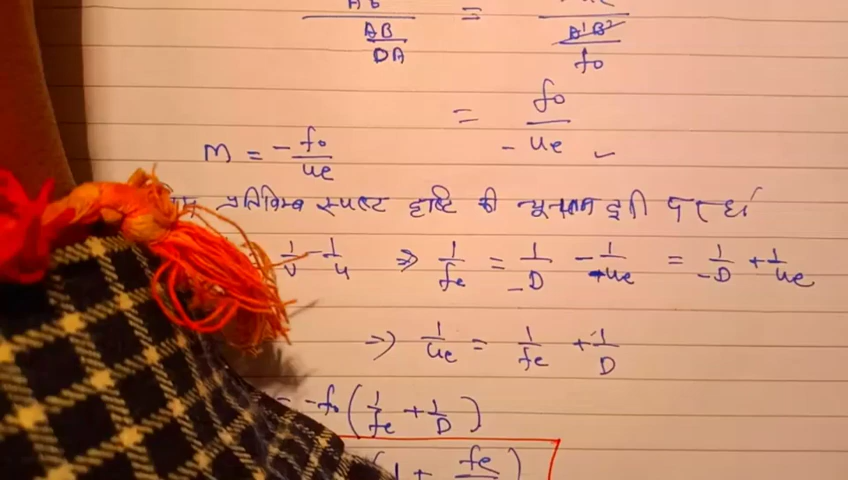 AB/DA = A'B'/fo
= fo/-ue
m = -fo/ue
प्रतिबिम्ब स्पष्ट दृष्टि की न्यूनतम दूरी पर
1/v - 1/u ⇒ 1/fe = 1/-D - 1/-ue = 1/-D + 1/ue
⇒ 1/ue = 1/fe + 1/D
= -fo (1/fe + 1/D)
(1 + fe